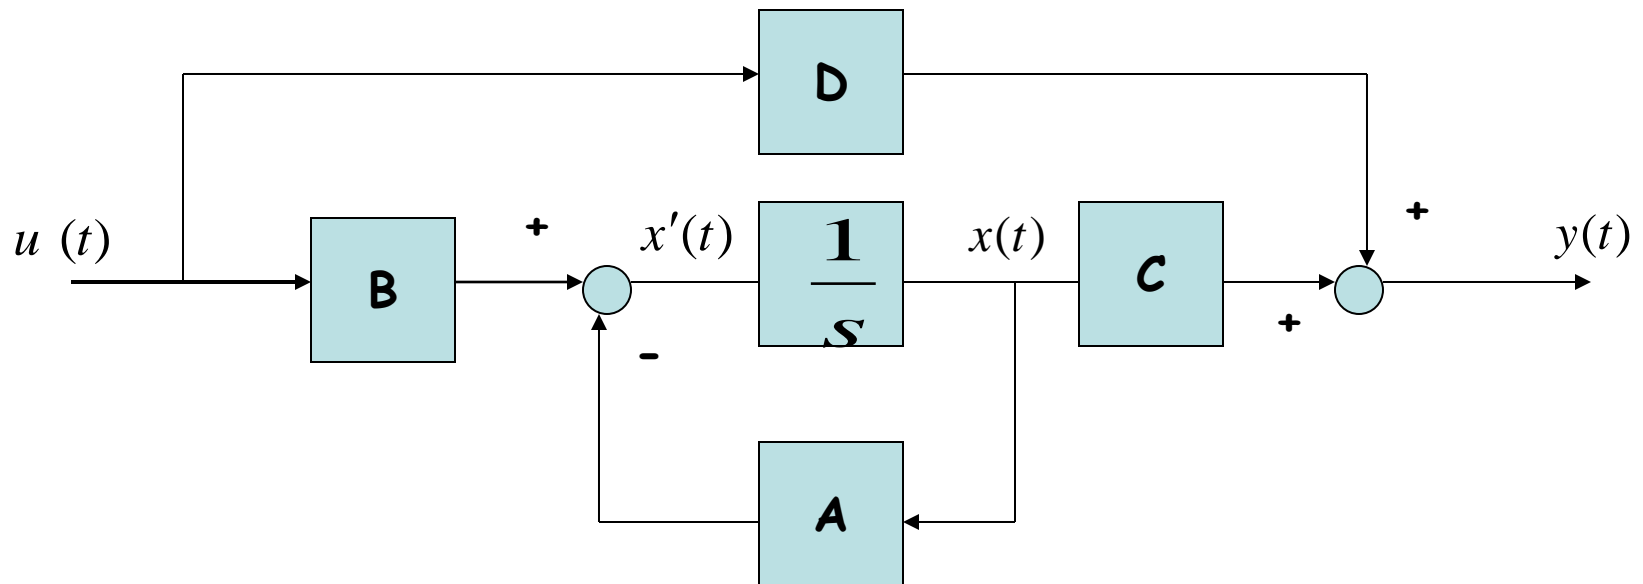 D
u (t)
B
+
x′(t)
1
s
x(t)
C
+
y(t)
+
-
A